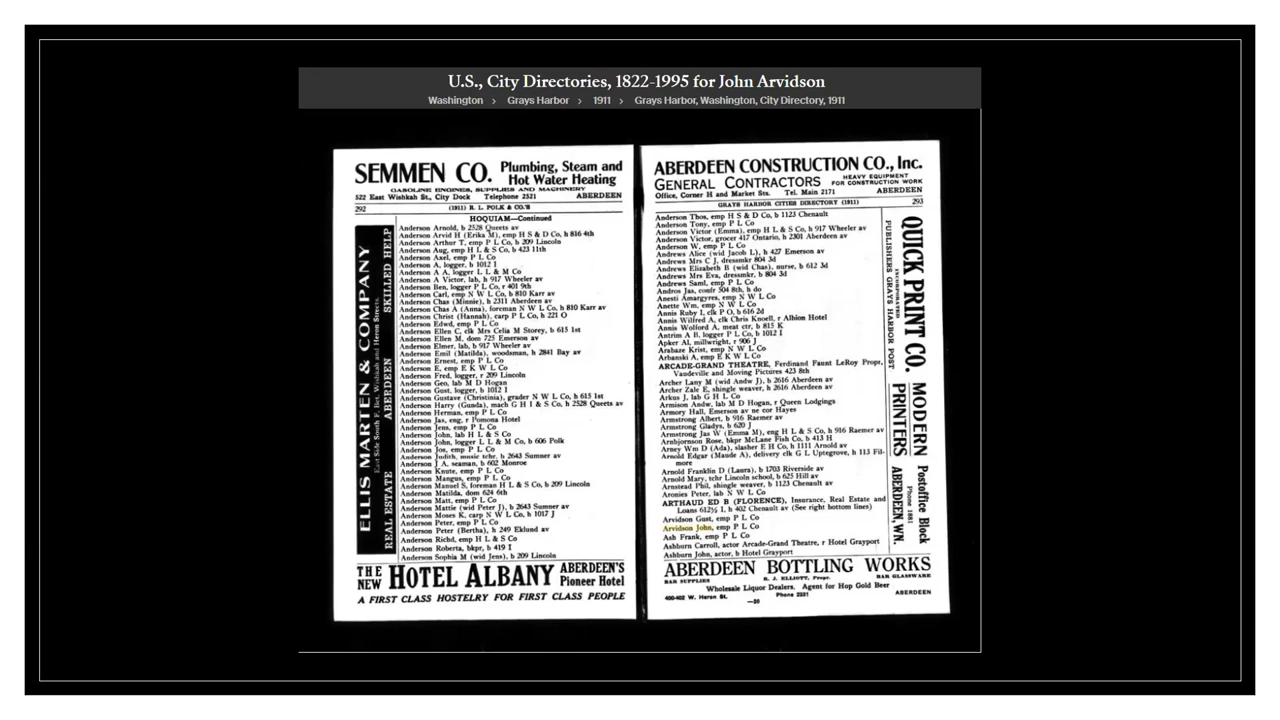 U.S., City Directories, 1822-1995 for John Arvidson
Washington > Grays Harbor > 1911 > Grays Harbor, Washington, City Directory, 1911
SEMMEN CO. Plumbing, Steam and
Hot Water Heating
GASOLINE ENGINES, SUPPLIES AND MACHINERY
522 East Wishkah St., City Dock Telephone 2521 ABERDEEN
292 (1911) R. L. POLK & CO.'S
HOQUIAM—Continued
Anderson Arnold, b 2528 Queets av
Anderson Arvid H (Erika M), emp H S & D Co, h 816 4th
Anderson Arthur T, emp P L Co, b 209 Lincoln
Anderson Aug, emp H L & S Co, b 423 11th
Anderson Axel, emp P L Co
Anderson A, logger, b 1012 I
Anderson A A, logger L L & M Co
Anderson A Victor, lab, h 917 Wheeler av
Anderson Ben, logger P L Co, r 401 9th
Anderson Carl, emp N W L Co, b 810 Karr av
Anderson Chas (Minnie), h 2311 Aberdeen av
Anderson Chas A (Anna), foreman N W L Co, h 810 Karr av
Anderson Christ (Hannah), carp P L Co, h 221 O
Anderson Edwd, emp P L Co
Anderson Ellen C, clk Mrs Celia M Storey, b 615 1st
Anderson Ellen M, dom 725 Emerson av
Anderson Elmer, lab, b 917 Wheeler av
Anderson Emil (Matilda), woodsman, h 2841 Bay av
Anderson Ernest, emp P L Co
Anderson E, emp E K W L Co
Anderson Fred, logger, r 209 Lincoln
Anderson Geo, lab M D Hogan
Anderson Gust, logger, b 1012 I
Anderson Gustave (Christinia), grader N W L Co, h 615 1st
Anderson Harry (Gunda), mach G H I & S Co, h 2528 Queets av
Anderson Herman, emp P L Co
Anderson Jas, eng, r Pomona Hotel
Anderson Jens, emp P L Co
Anderson John, lab H L & S Co
Anderson John, logger L L & M Co, b 606 Polk
Anderson Jos, emp P L Co
Anderson Judith, music tchr, b 2643 Sumner av
Anderson J A, seaman, b 602 Monroe
Anderson Knute, emp P L Co
Anderson Mangus, emp P L Co
Anderson Manuel S, foreman H L & S Co, b 209 Lincoln
Anderson Matilda, dom 624 6th
Anderson Matt, emp P L Co
Anderson Mattie (wid Peter J), b 2643 Sumner av
Anderson Moses K, carp N W L Co, h 1017 J
Anderson Peter, emp P L Co
Anderson Peter (Bertha), h 249 Eklund av
Anderson Richd, emp H L & S Co
Anderson Roberta, bkpr, b 419 I
Anderson Sophia M (wid Jens), b 209 Lincoln
ELLIS MARTEN & COMPANY
East Side South F, Bet. Wishkah and Heron Streets.
REAL ESTATE ABERDEEN SKILLED HELP
THE NEW HOTEL ALBANY ABERDEEN'S
Pioneer Hotel
A FIRST CLASS HOSTELRY FOR FIRST CLASS PEOPLE
ABERDEEN CONSTRUCTION CO., Inc.
GENERAL CONTRACTORS HEAVY EQUIPMENT
FOR CONSTRUCTION WORK
Office, Corner H and Market Sts. Tel. Main 2171 ABERDEEN
GRAYS HARBOR CITIES DIRECTORY (1911) 293
Anderson Thos, emp H S & D Co, b 1123 Chenault
Anderson Tony, emp P L Co
Anderson Victor (Emma), emp H L & S Co, h 917 Wheeler av
Anderson Victor, grocer 417 Ontario, h 2301 Aberdeen av
Anderson W, emp P L Co
Andrews Alice (wid Jacob L), h 427 Emerson av
Andrews Mrs C J, dressmkr 804 3d
Andrews Elizabeth B (wid Chas), nurse, b 612 3d
Andrews Mrs Eva, dressmkr, b 804 3d
Andrews Saml, emp P L Co
Andros Jas, confr 504 8th, h do
Anesti Amargyres, emp N W L Co
Anette Wm, emp N W L Co
Annis Ruby I, clk P O, b 616 2d
Annis Wilfred A, clk Chris Knoell, r Albion Hotel
Annis Wolford A, meat ctr, b 815 K
Antrim A B, logger P L Co, b 1012 I
Apker Al, millwright, r 906 J
Arabaze Krist, emp N W L Co
Arbanski A, emp E K W L Co
ARCADE-GRAND THEATRE, Ferdinand Faunt LeRoy Propr,
Vaudeville and Moving Pictures 423 8th
Archer Lany M (wid Andw J), b 2616 Aberdeen av
Archer Zale E, shingle weaver, h 2616 Aberdeen av
Arkus J, lab G H L Co
Armison Andw, lab M D Hogan, r Queen Lodgings
Armory Hall, Emerson av ne cor Hayes
Armstrong Albert, b 916 Raemer av
Armstrong Gladys, b 620 J
Armstrong Jas W (Emma M), eng H L & S Co, h 916 Raemer av
Arnbjornson Rose, bkpr McLane Fish Co, b 413 H
Arney Wm D (Ada), slasher E H Co, h 1111 Arnold av
Arnold Edgar (Maude A), delivery clk G L Uptegrove, h 113 Fil-
more
Arnold Franklin D (Laura), b 1703 Riverside av
Arnold Mary, tchr Lincoln school, b 625 Hill av
Arnstead Phil, shingle weaver, b 1123 Chenault av
Aronies Peter, lab N W L Co
ARTHAUD ED B (FLORENCE), Insurance, Real Estate and
Loans 612½ I, h 402 Chenault av (See right bottom lines)
Arvidson Gust, emp P L Co
Arvidson John, emp P L Co
Ash Frank, emp P L Co
Ashburn Carroll, actor Arcade-Grand Theatre, r Hotel Grayport
Ashburn John, actor, b Hotel Grayport
QUICK PRINT CO.
INCORPORATED
PUBLISHERS GRAYS HARBOR POST
MODERN PRINTERS
Postoffice Block
Phone 1881
ABERDEEN, WN.
ABERDEEN BOTTLING WORKS
BAR SUPPLIES R. J. ELLIOTT, Propr. BAR GLASSWARE
Wholesale Liquor Dealers. Agent for Hop Gold Beer
400-402 W. Heron St. Phone 2331 ABERDEEN
—20